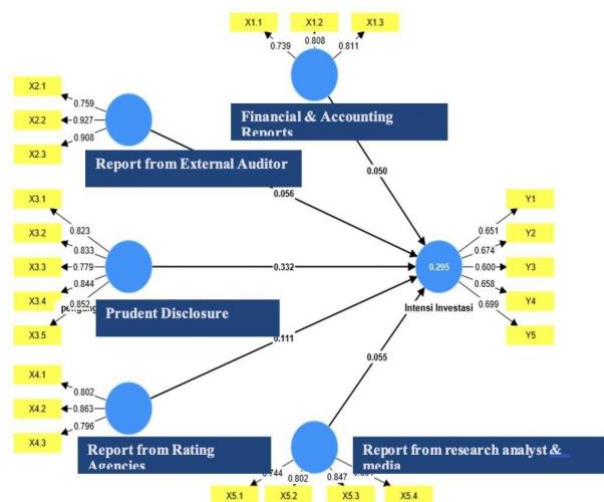 X1.1 X1.2 X1.3
0.739 0.808 0.811
Financial & Accounting
Reports
X2.1
X2.2
X2.3
0.759
0.927
0.908
Report from External Auditor
0.056
0.050
X3.1
X3.2
X3.3
X3.4
X3.5
0.823
0.833
0.779
0.844
0.852
Prudent Disclosure
0.332
0.295
Intensi Investasi
0.651
0.674
0.600
0.658
0.699
Y1
Y2
Y3
Y4
Y5
0.111
0.055
X4.1
X4.2
X4.3
0.802
0.863
0.796
Report from Rating
Agencies
Report from research analyst &
media
0.744 0.802 0.847
X5.1 X5.2 X5.3 X5.4